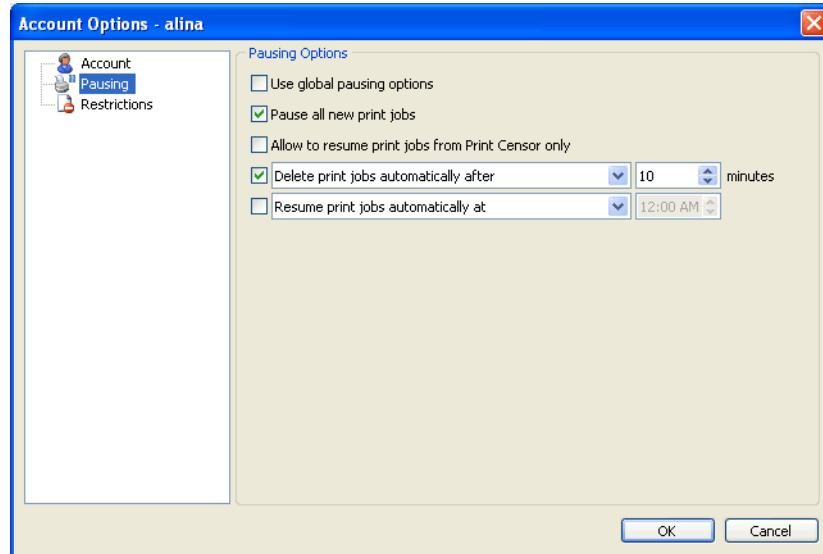 Account Options - alina
Account
Pausing
Restrictions
Pausing Options
Use global pausing options
Pause all new print jobs
Allow to resume print jobs from Print Censor only
Delete print jobs automatically after 10 minutes
Resume print jobs automatically at 12:00 AM
OK Cancel